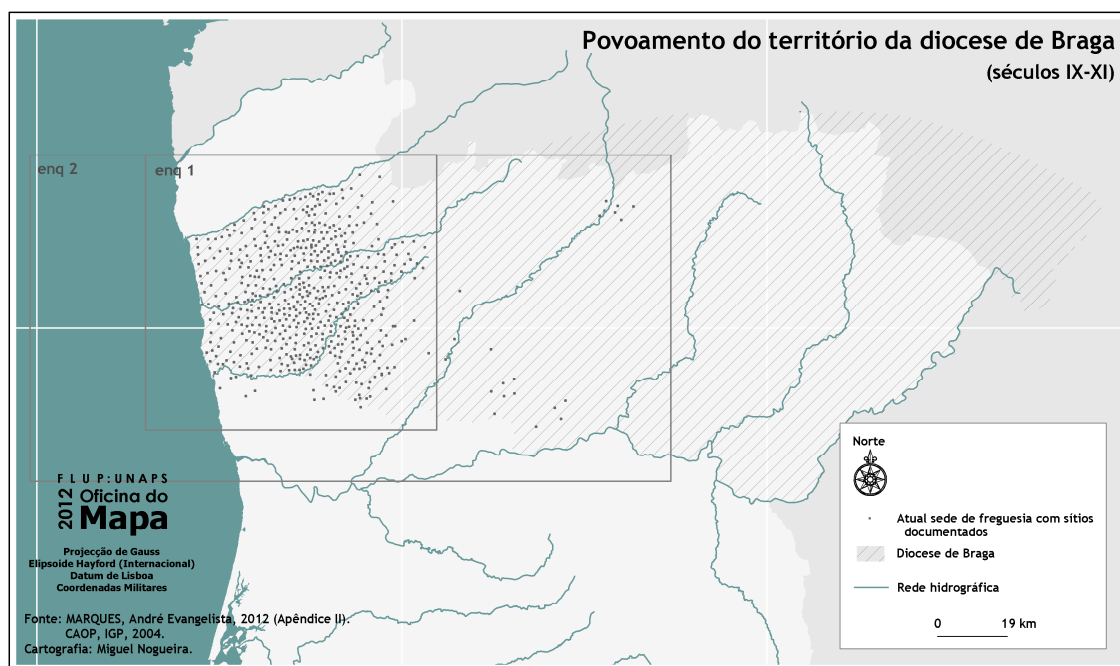 Povoamento do território da diocese de Braga
(séculos IX-XI)
enq 2
enq 1
FLUP:UNAPS
2012 Oficina do
Mapa
Projecção de Gauss
Elipsoide Hayford (Internacional)
Datum de Lisboa
Coordenadas Militares
Fonte: MARQUES, André Evangelista, 2012 (Apêndice II).
CAOP, IGP, 2004.
Cartografia: Miguel Nogueira.
Norte
Atual sede de freguesia com sítios
documentados
Diocese de Braga
Rede hidrográfica
0 19 km